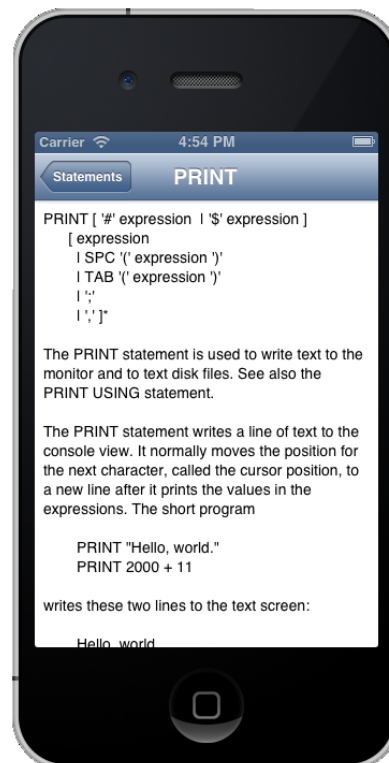 Carrier 4:54 PM
Statements PRINT
PRINT [ '#' expression | '$' expression ]
[ expression
| SPC '(' expression ')'
| TAB '(' expression ')'
| ';'
| ',' ]*
The PRINT statement is used to write text to the
monitor and to text disk files. See also the
PRINT USING statement.
The PRINT statement writes a line of text to the
console view. It normally moves the position for
the next character, called the cursor position, to
a new line after it prints the values in the
expressions. The short program
PRINT "Hello, world."
PRINT 2000 + 11
writes these two lines to the text screen:
Hello, world